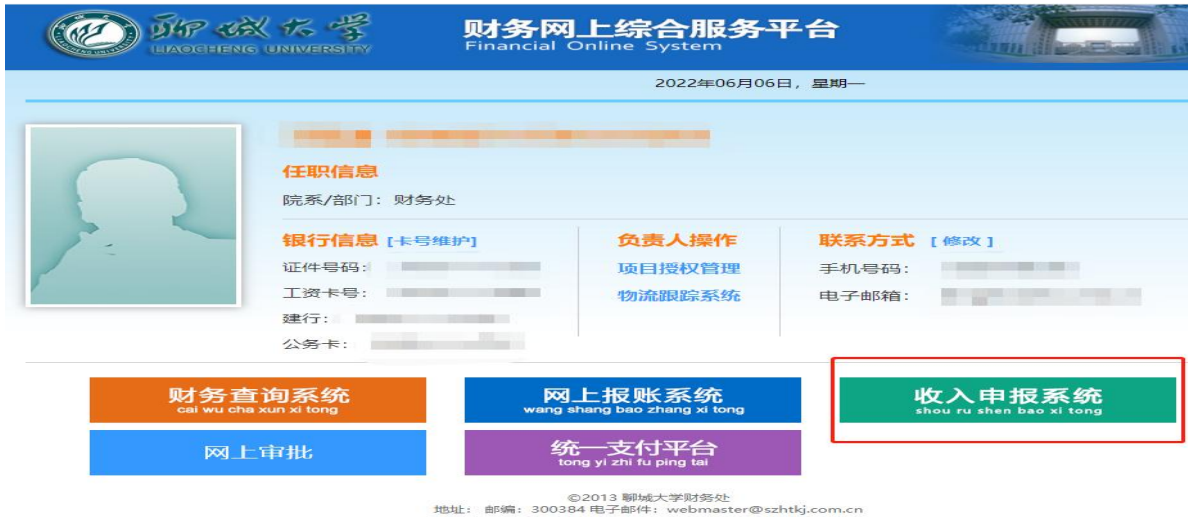 聊城大学
LIAOCHENG UNIVERSITY
财务网上综合服务平台
Financial Online System
2022年06月06日，星期一
任职信息
院系/部门：财务处
银行信息 [卡号维护]
证件号码：
工资卡号：
建行：
公务卡：
负责人操作
项目授权管理
物流跟踪系统
联系方式 [ 修改 ]
手机号码：
电子邮箱：
财务查询系统
cai wu cha xun xi tong
网上报账系统
wang shang bao zhang xi tong
收入申报系统
shou ru shen bao xi tong
网上审批
统一支付平台
tong yi zhi fu ping tai
©2013 聊城大学财务处
地址： 邮编：300384 电子邮件：webmaster@szhtkj.com.cn